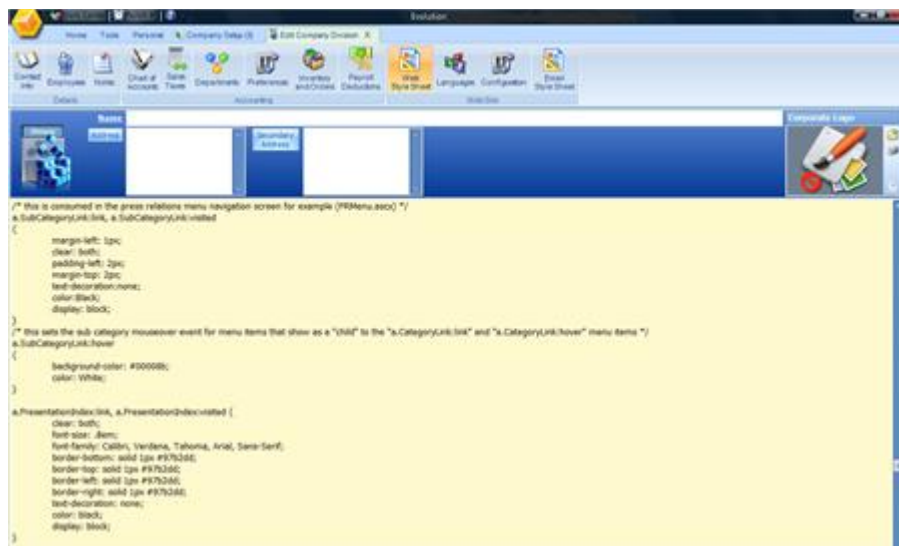 Evolution
Home Tools Personal Company Setup Edit Company Division X
Contact Info Employees Notes Chart of Accounts Sales Taxes Departments Preferences Inventory and Orders Payroll Deductions Web Style Sheet Languages Configuration Email Style Sheet
Details Accounting Web Site
Name Corporate Logo
Address Secondary Address
/* this is consumed in the press relations menu navigation screen for example (PRMenu.ascx) */
a.SubCategoryLink:link, a.SubCategoryLink:visited
{
margin-left: 1px;
clear: both;
padding-left: 2px;
margin-top: 2px;
text-decoration:none;
color:Black;
display: block;
}
/* this sets the sub category mouseover event for menu items that show as a "child" to the "a.CategoryLink:link" and "a.CategoryLink:hover" menu items */
a.SubCategoryLink:hover
{
background-color: #00008b;
color: White;
}
a.PresentationIndex:link, a.PresentationIndex:visited {
clear: both;
font-size: .8em;
font-family: Calibri, Verdana, Tahoma, Arial, Sans-Serif;
border-bottom: solid 1px #97b2dd;
border-top: solid 1px #97b2dd;
border-left: solid 1px #97b2dd;
border-right: solid 1px #97b2dd;
text-decoration: none;
color: black;
display: block;
}